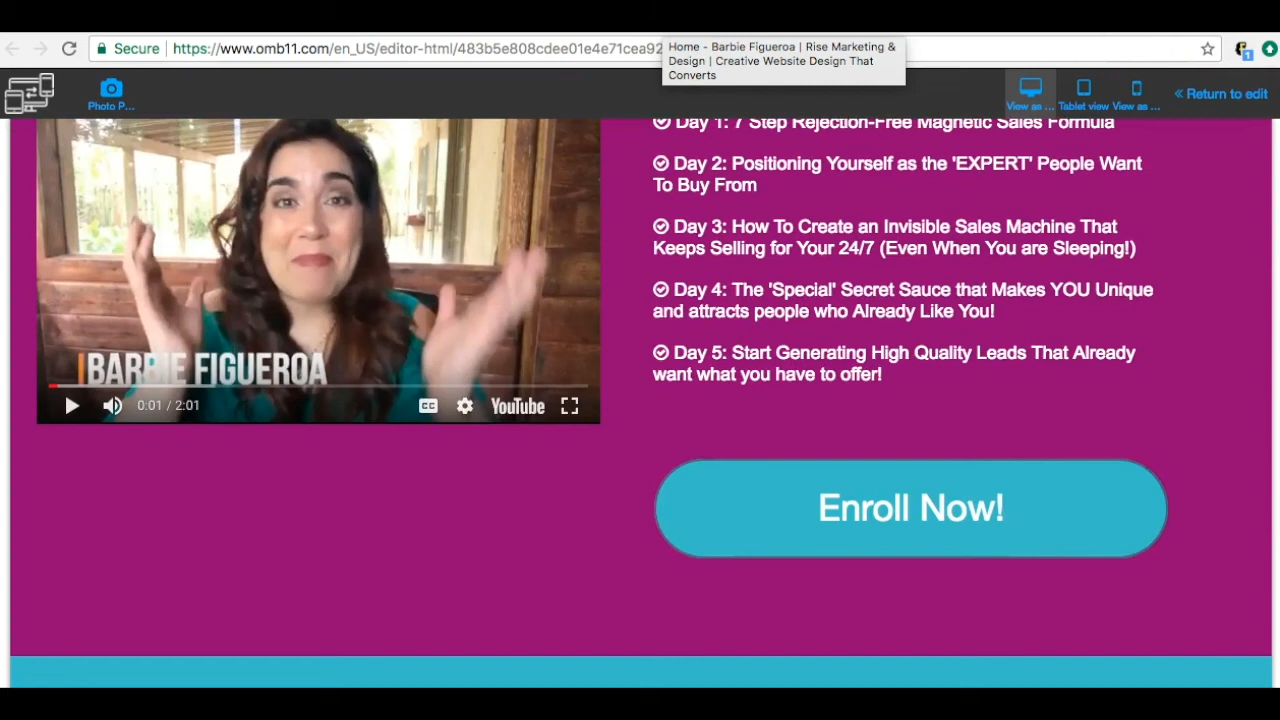 Secure https://www.omb11.com/en_US/editor-html/483b5e808cdee01e4e71cea92
Home - Barbie Figueroa | Rise Marketing &
Design | Creative Website Design That
Converts
1
Photo P...
View as ...
Tablet view
View as ...
« Return to edit
Day 1: 7 Step Rejection-Free Magnetic Sales Formula
Day 2: Positioning Yourself as the 'EXPERT' People Want
To Buy From
Day 3: How To Create an Invisible Sales Machine That
Keeps Selling for Your 24/7 (Even When You are Sleeping!)
Day 4: The 'Special' Secret Sauce that Makes YOU Unique
and attracts people who Already Like You!
Day 5: Start Generating High Quality Leads That Already
want what you have to offer!
BARBIE FIGUEROA
0:01 / 2:01
CC
YouTube
Enroll Now!